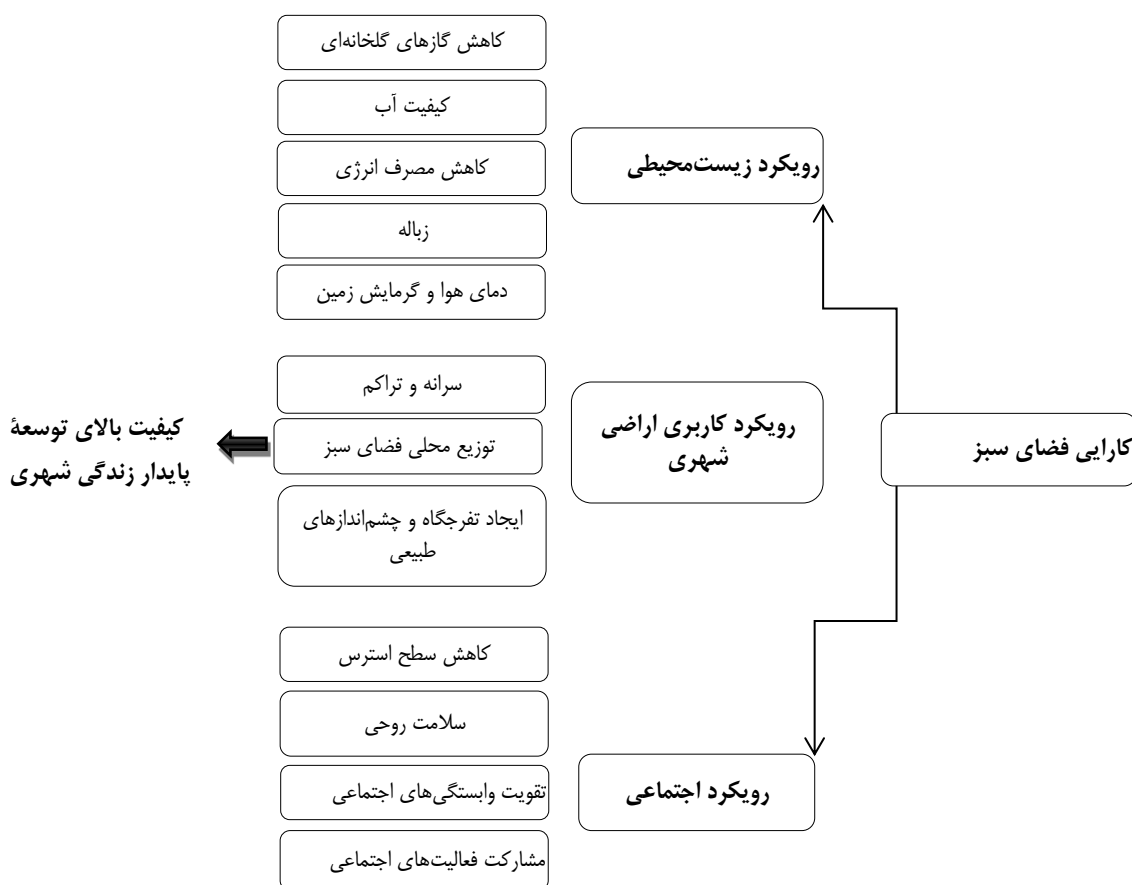 کارایی فضای سبز
رویکرد زیست‌محیطی
کاهش گازهای گلخانه‌ای
کیفیت آب
کاهش مصرف انرژی
زباله
دمای هوا و گرمایش زمین
رویکرد کاربری اراضی
شهری
سرانه و تراکم
توزیع محلی فضای سبز
ایجاد تفرجگاه و چشم‌اندازهای
طبیعی
رویکرد اجتماعی
کاهش سطح استرس
سلامت روحی
تقویت وابستگی‌های اجتماعی
مشارکت فعالیت‌های اجتماعی
کیفیت بالای توسعهٔ
پایدار زندگی شهری